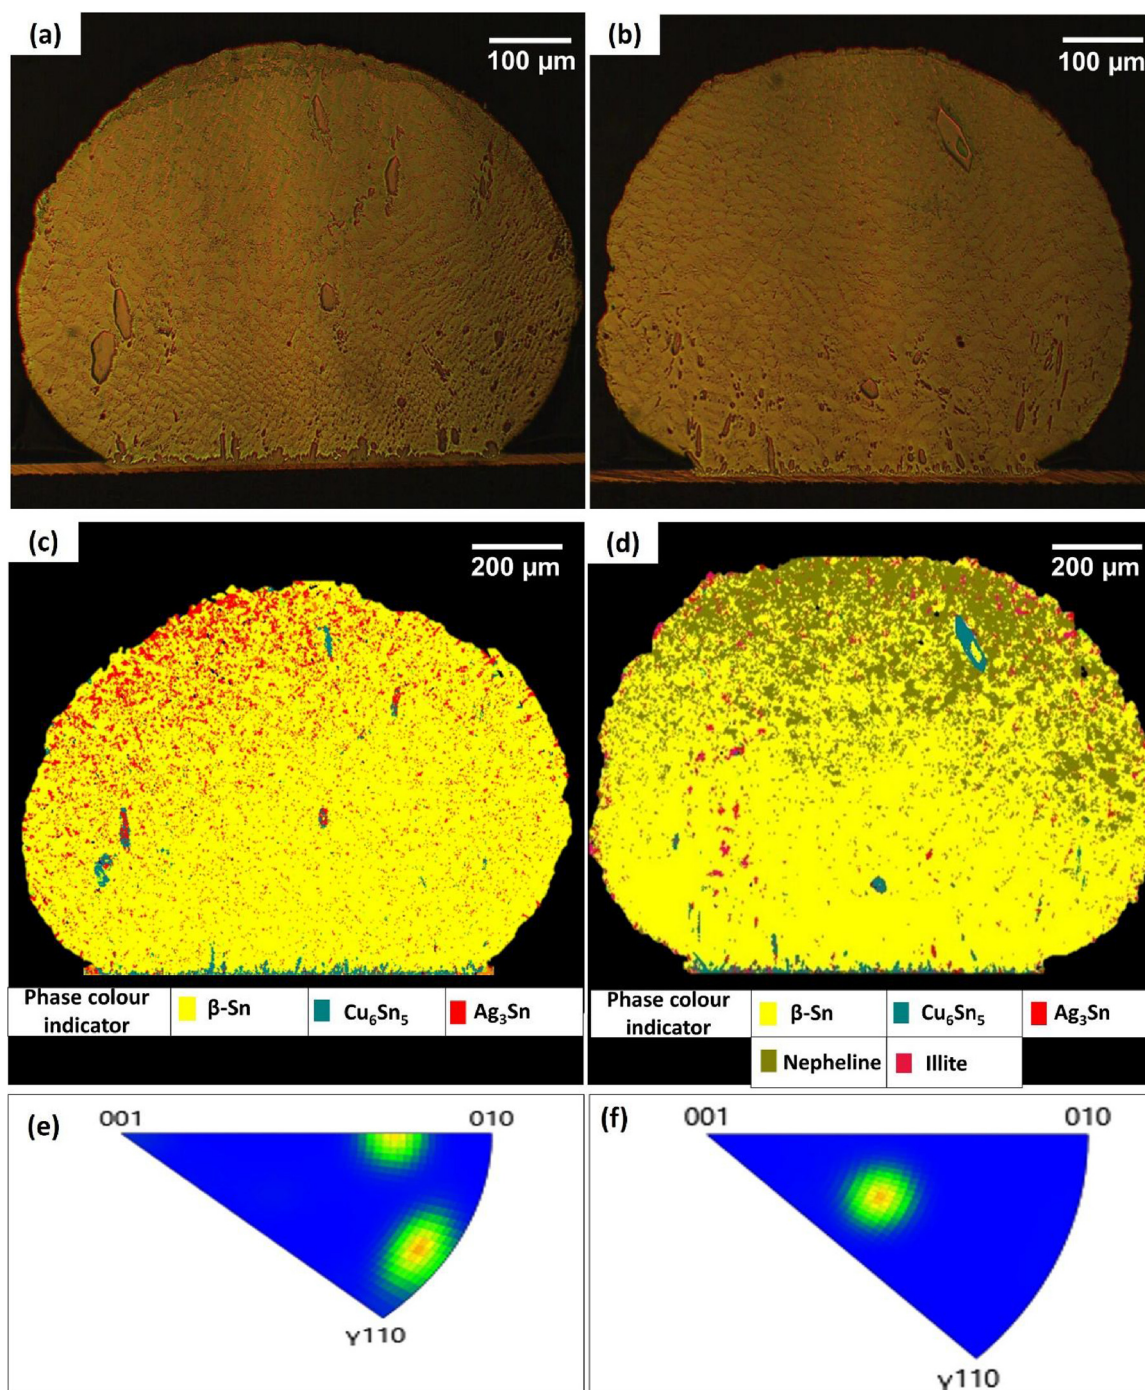 (a)
100 µm
(b)
100 µm
(c)
200 µm
(d)
200 µm
Phase colour indicator
β-Sn
Cu₆Sn₅
Ag₃Sn
Phase colour indicator
β-Sn
Cu₆Sn₅
Ag₃Sn
Nepheline
Illite
(e)
001
010
Y110
(f)
001
010
Y110